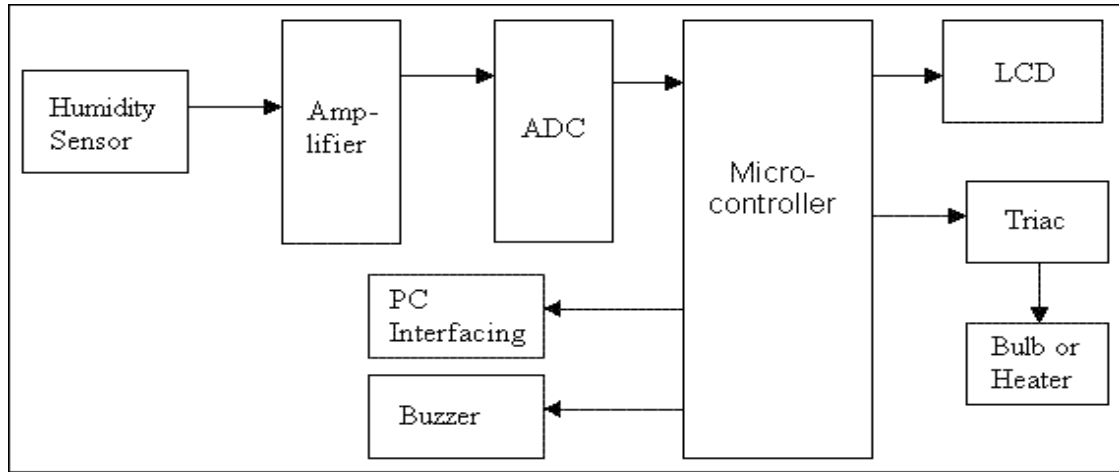 Humidity
Sensor
Amp-
lifier
ADC
Micro-
controller
LCD
Triac
Bulb or
Heater
PC
Interfacing
Buzzer